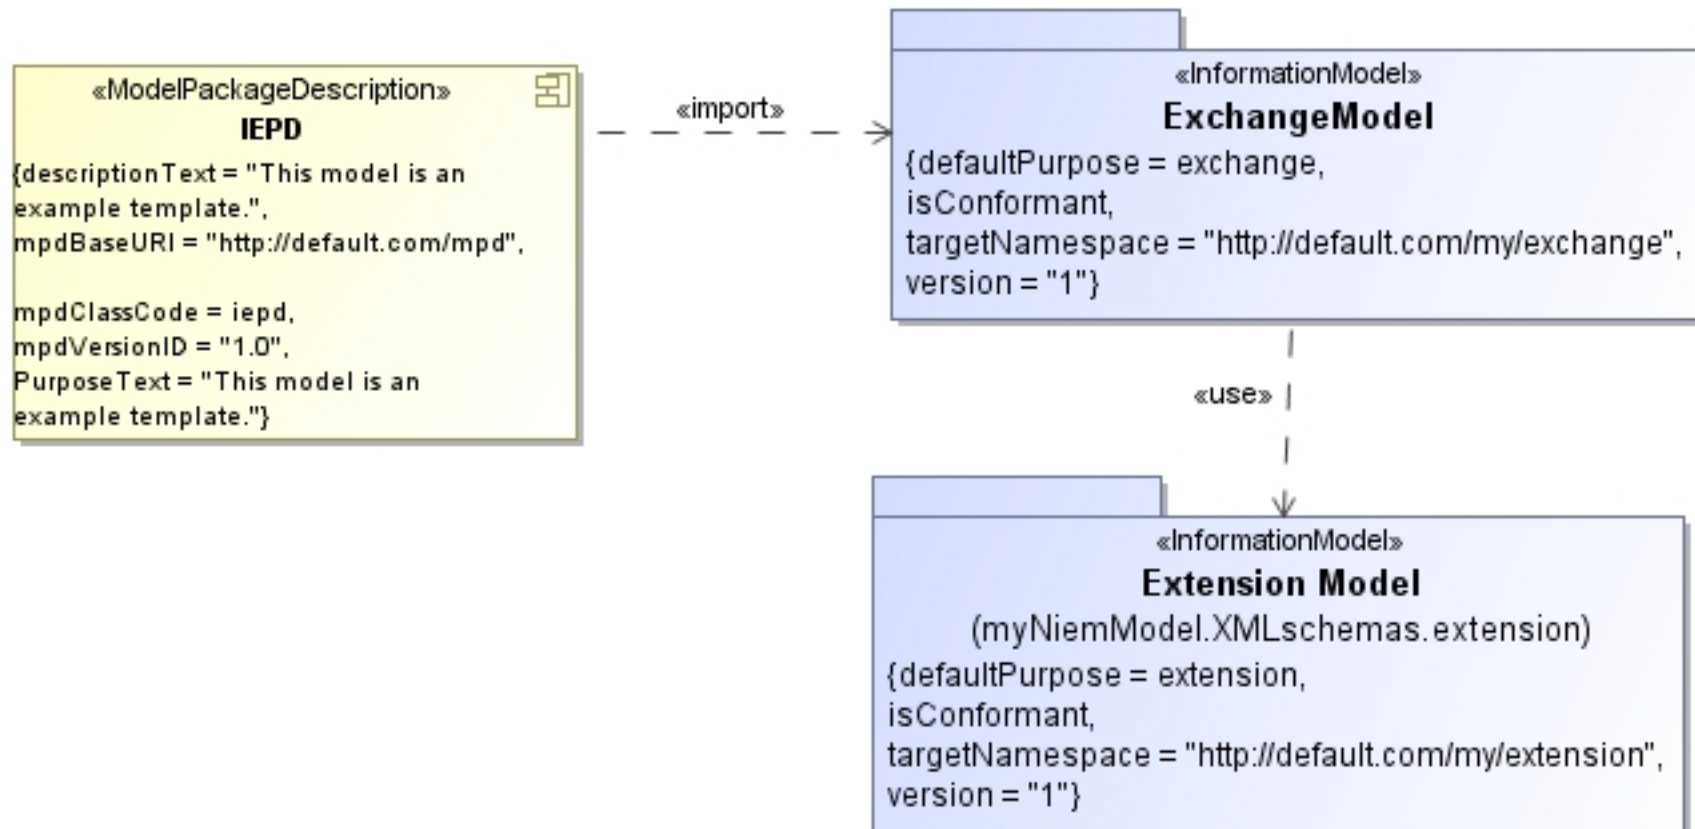 «ModelPackageDescription»
IEPD
{descriptionText = "This model is an
example template.",
mpdBaseURI = "http://default.com/mpd",
mpdClassCode = iepd,
mpdVersionID = "1.0",
PurposeText = "This model is an
example template."}
«import»
«InformationModel»
ExchangeModel
{defaultPurpose = exchange,
isConformant,
targetNamespace = "http://default.com/my/exchange",
version = "1"}
«use»
«InformationModel»
Extension Model
(myNiemModel.XMLschemas.extension)
{defaultPurpose = extension,
isConformant,
targetNamespace = "http://default.com/my/extension",
version = "1"}